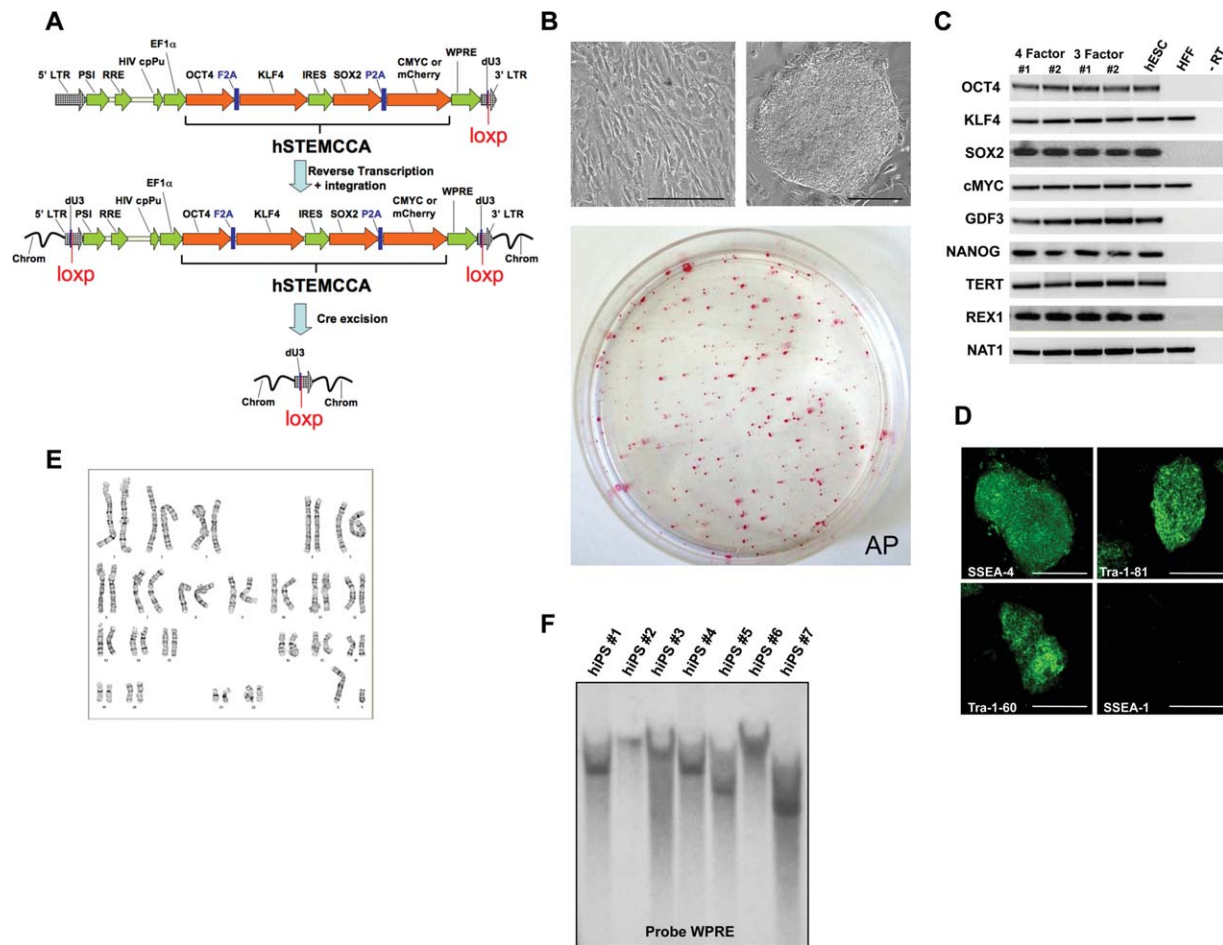 A
EF1α
HIV cpPu
WPRE
CMYC or
mCherry
dU3
5' LTR PSI RRE
OCT4 F2A KLF4 IRES SOX2 P2A
3' LTR
loxp
hSTEMCCA
Reverse Transcription
+ integration
EF1α
HIV cpPu
WPRE
CMYC or
mCherry
dU3
dU3
5' LTR PSI RRE
OCT4 F2A KLF4 IRES SOX2 P2A
3' LTR
Chrom
Chrom
loxp
loxp
hSTEMCCA
Cre excision
dU3
Chrom
Chrom
loxp
B
AP
C
4 Factor 3 Factor
#1 #2 #1 #2 hESC HFF - RT
OCT4
KLF4
SOX2
cMYC
GDF3
NANOG
TERT
REX1
NAT1
D
SSEA-4
Tra-1-81
Tra-1-60
SSEA-1
E
F
hiPS #1 hiPS #2 hiPS #3 hiPS #4 hiPS #5 hiPS #6 hiPS #7
Probe WPRE